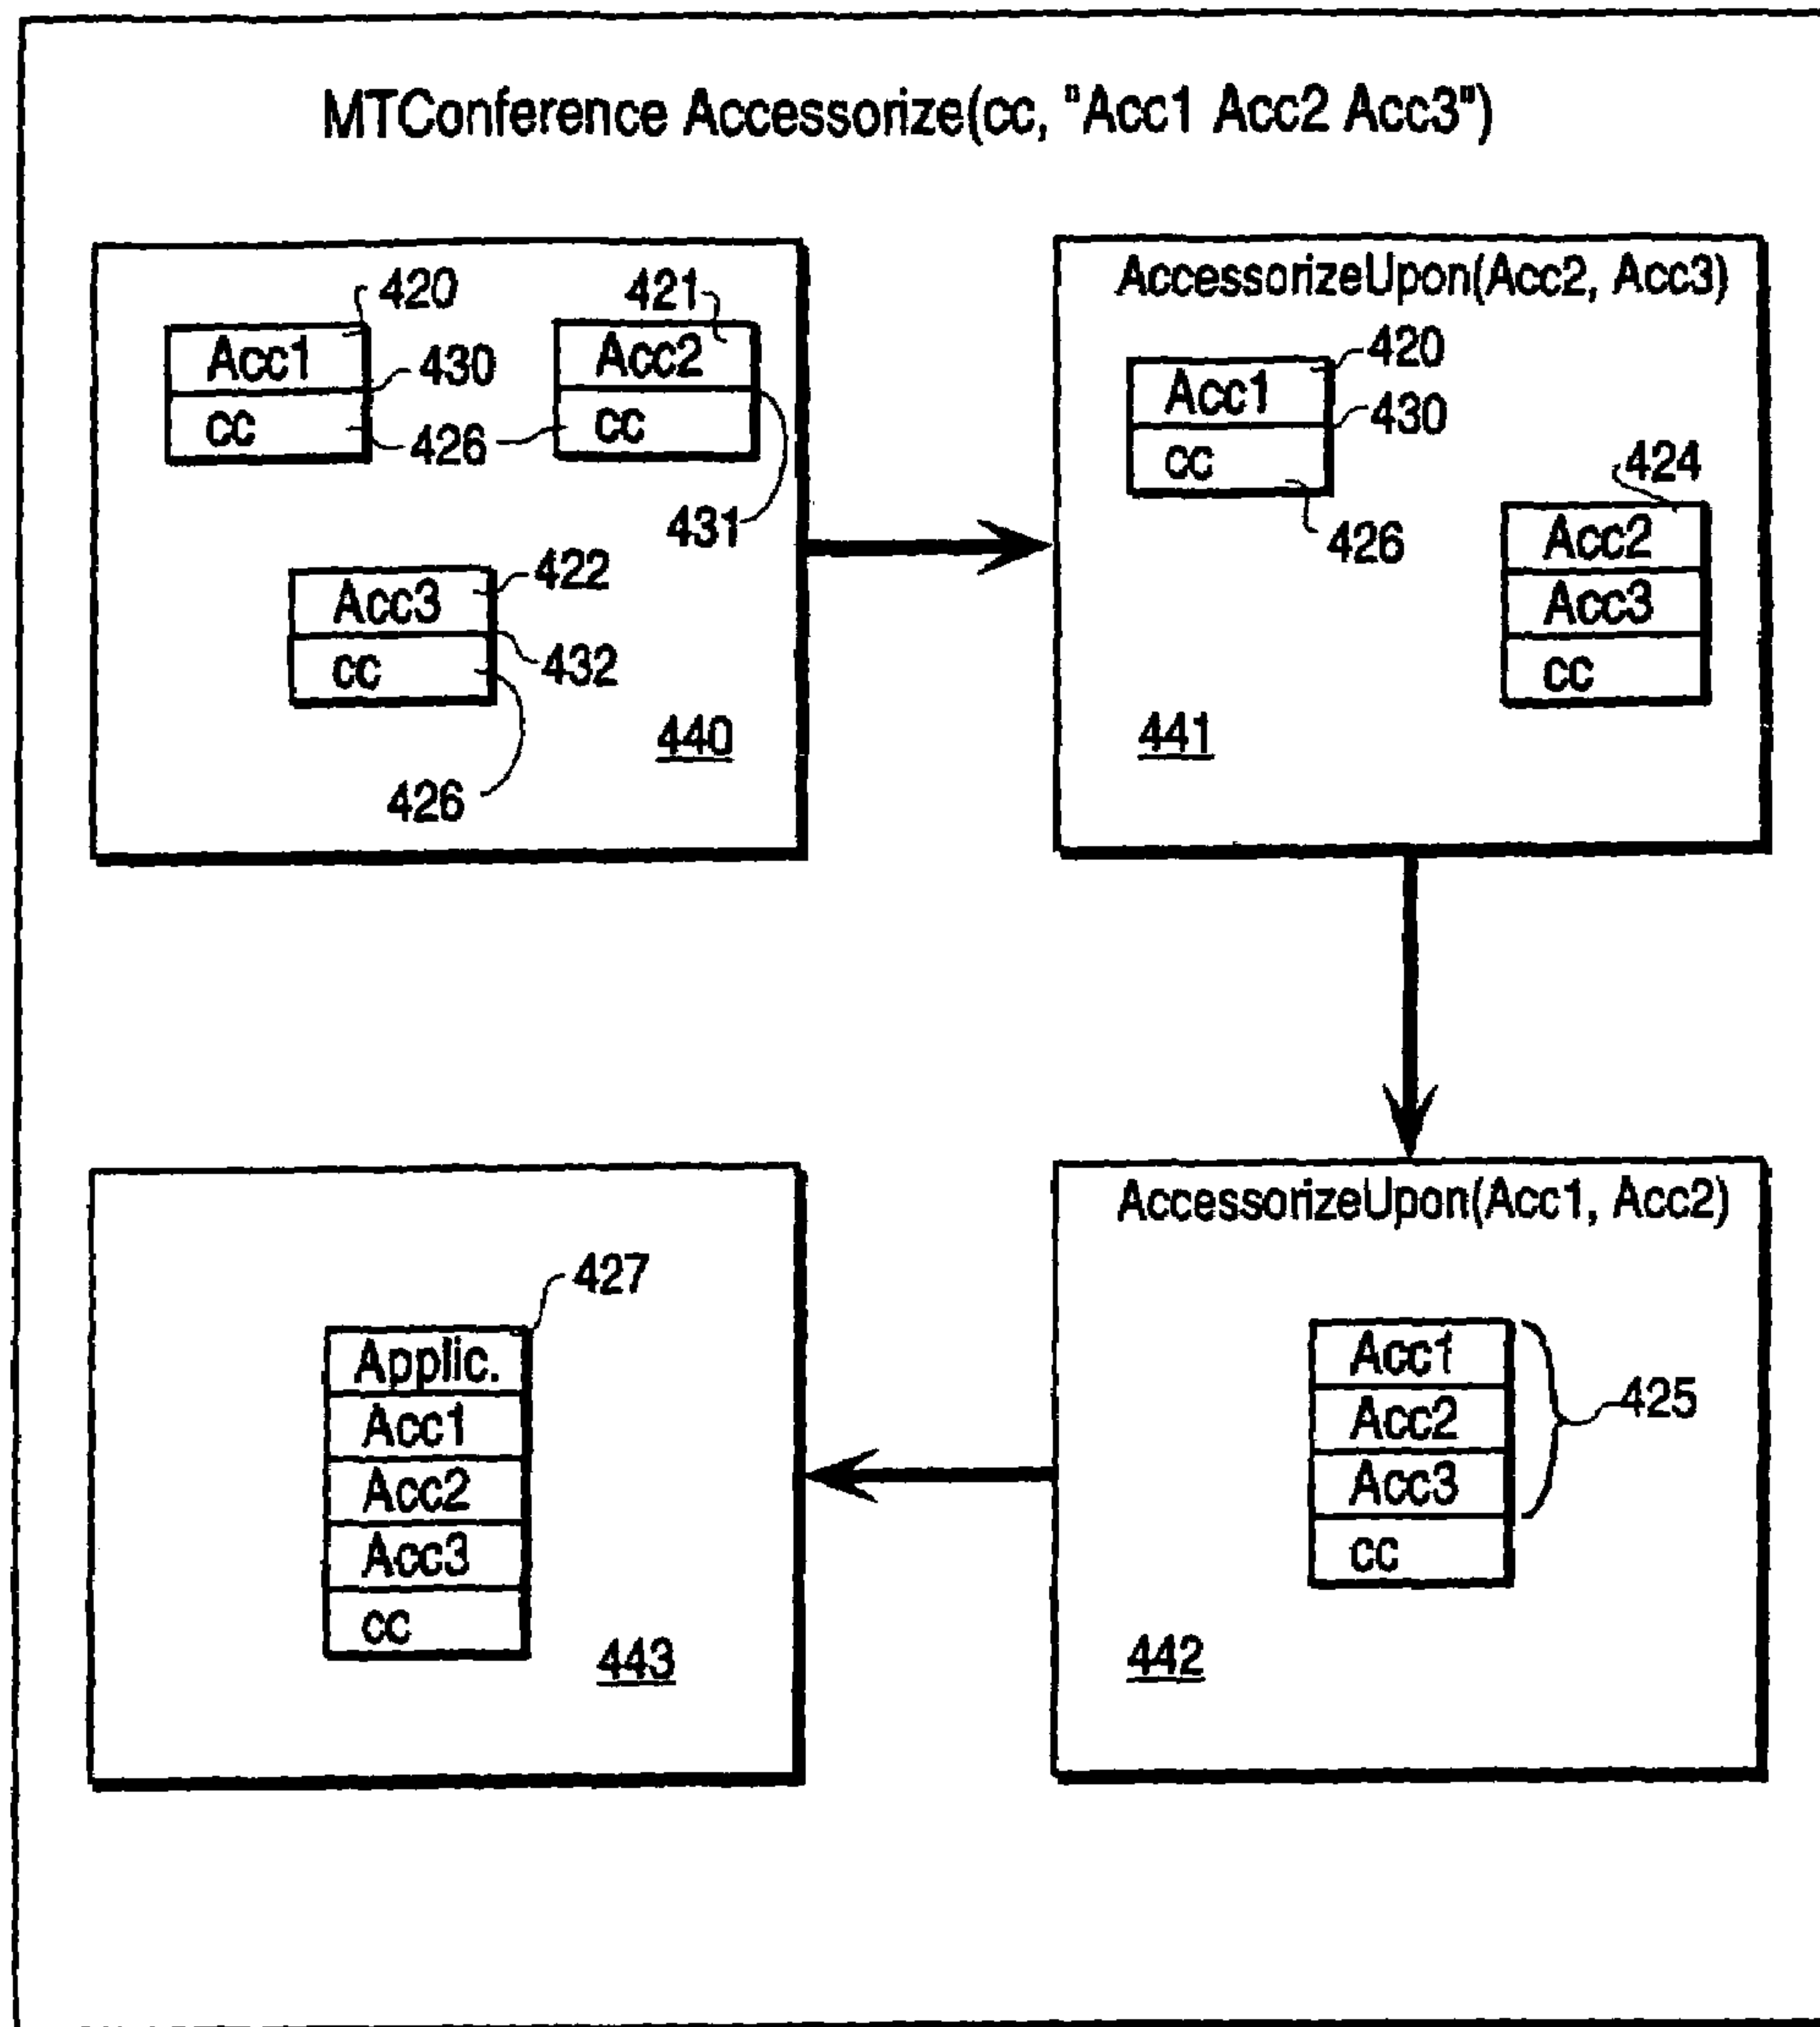 MTConference Accessorize(cc, "Acc1 Acc2 Acc3")
420
Acc1
430
cc
426
421
Acc2
cc
431
422
Acc3
432
cc
426
440
AccessorizeUpon(Acc2, Acc3)
420
Acc1
430
cc
426
424
Acc2
Acc3
cc
441
AccessorizeUpon(Acc1, Acc2)
Acc1
Acc2
Acc3
cc
425
442
427
Applic.
Acc1
Acc2
Acc3
cc
443